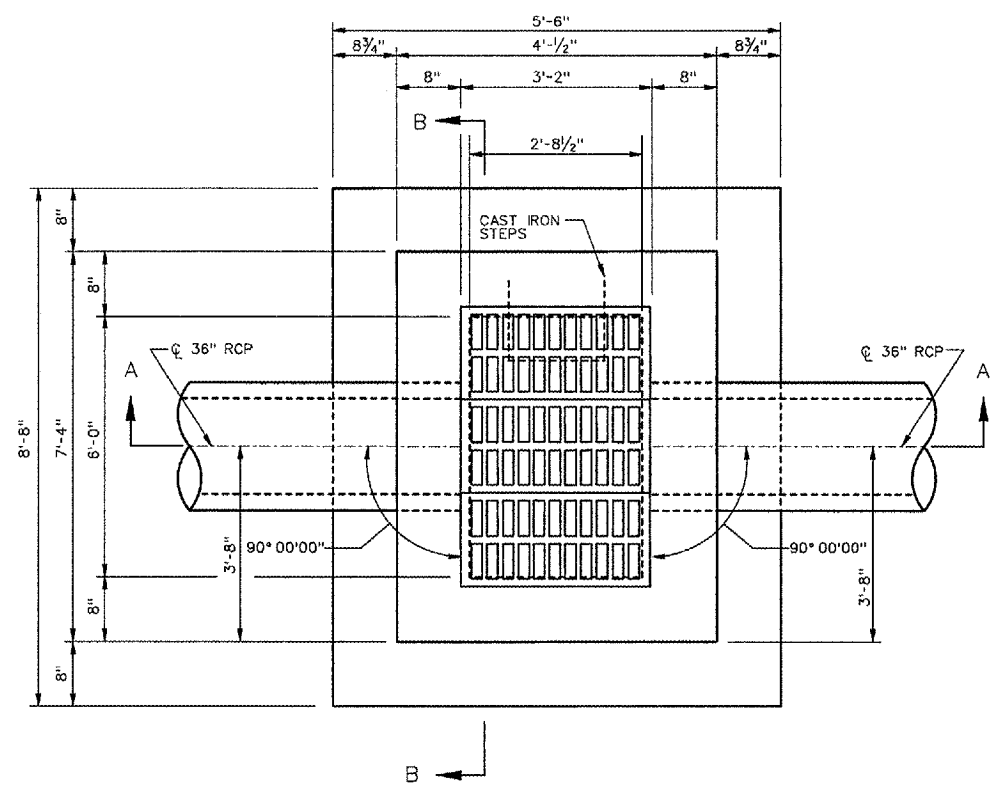 5'-6"
8¾" 4'-½" 8¾"
8" 3'-2" 8"
B
2'-8½"
CAST IRON
STEPS
8"
8"
℄ 36" RCP
℄ 36" RCP
A
A
8'-8"
7'-4"
6'-0"
90° 00'00"
3'-8"
90° 00'00"
3'-8"
8"
8"
B